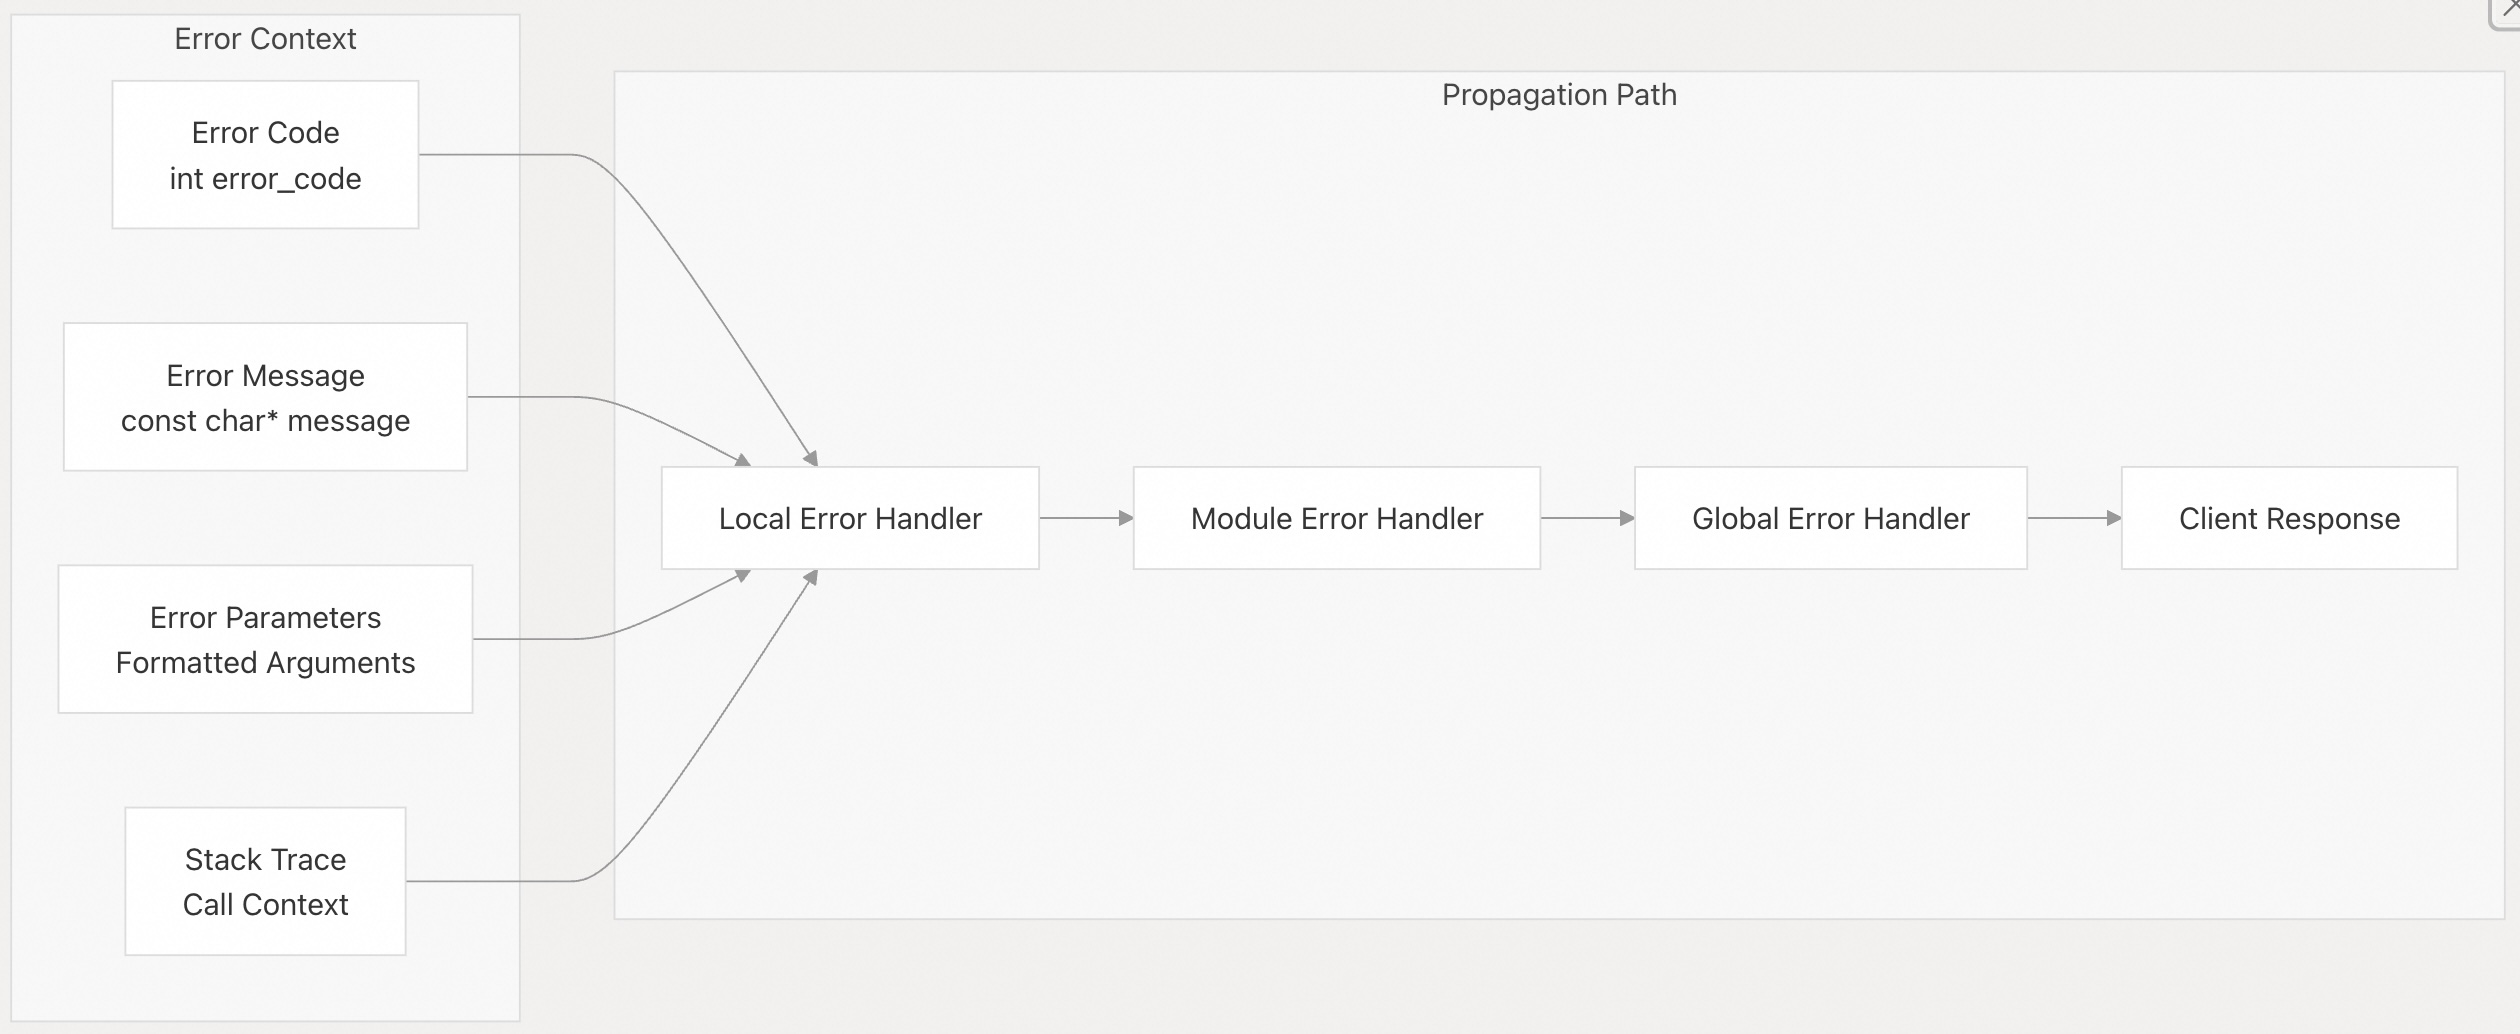 Error Context
Error Code
int error_code
Error Message
const char* message
Error Parameters
Formatted Arguments
Stack Trace
Call Context
Propagation Path
Local Error Handler
Module Error Handler
Global Error Handler
Client Response